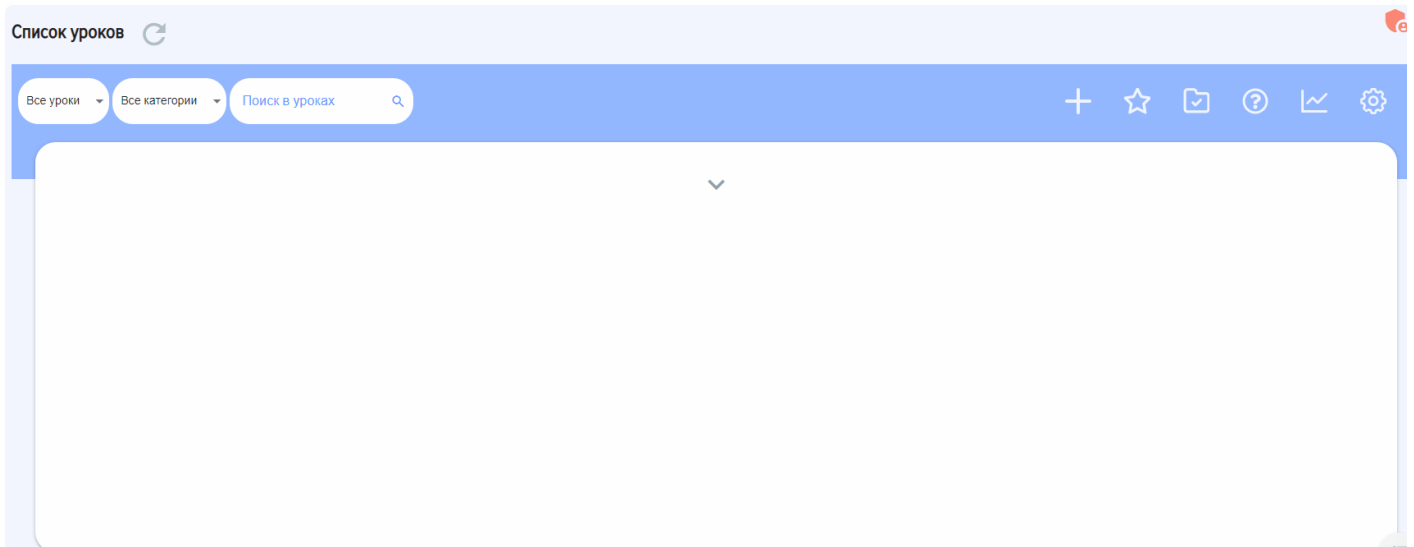 Список уроков
Все уроки
Все категории
Поиск в уроках